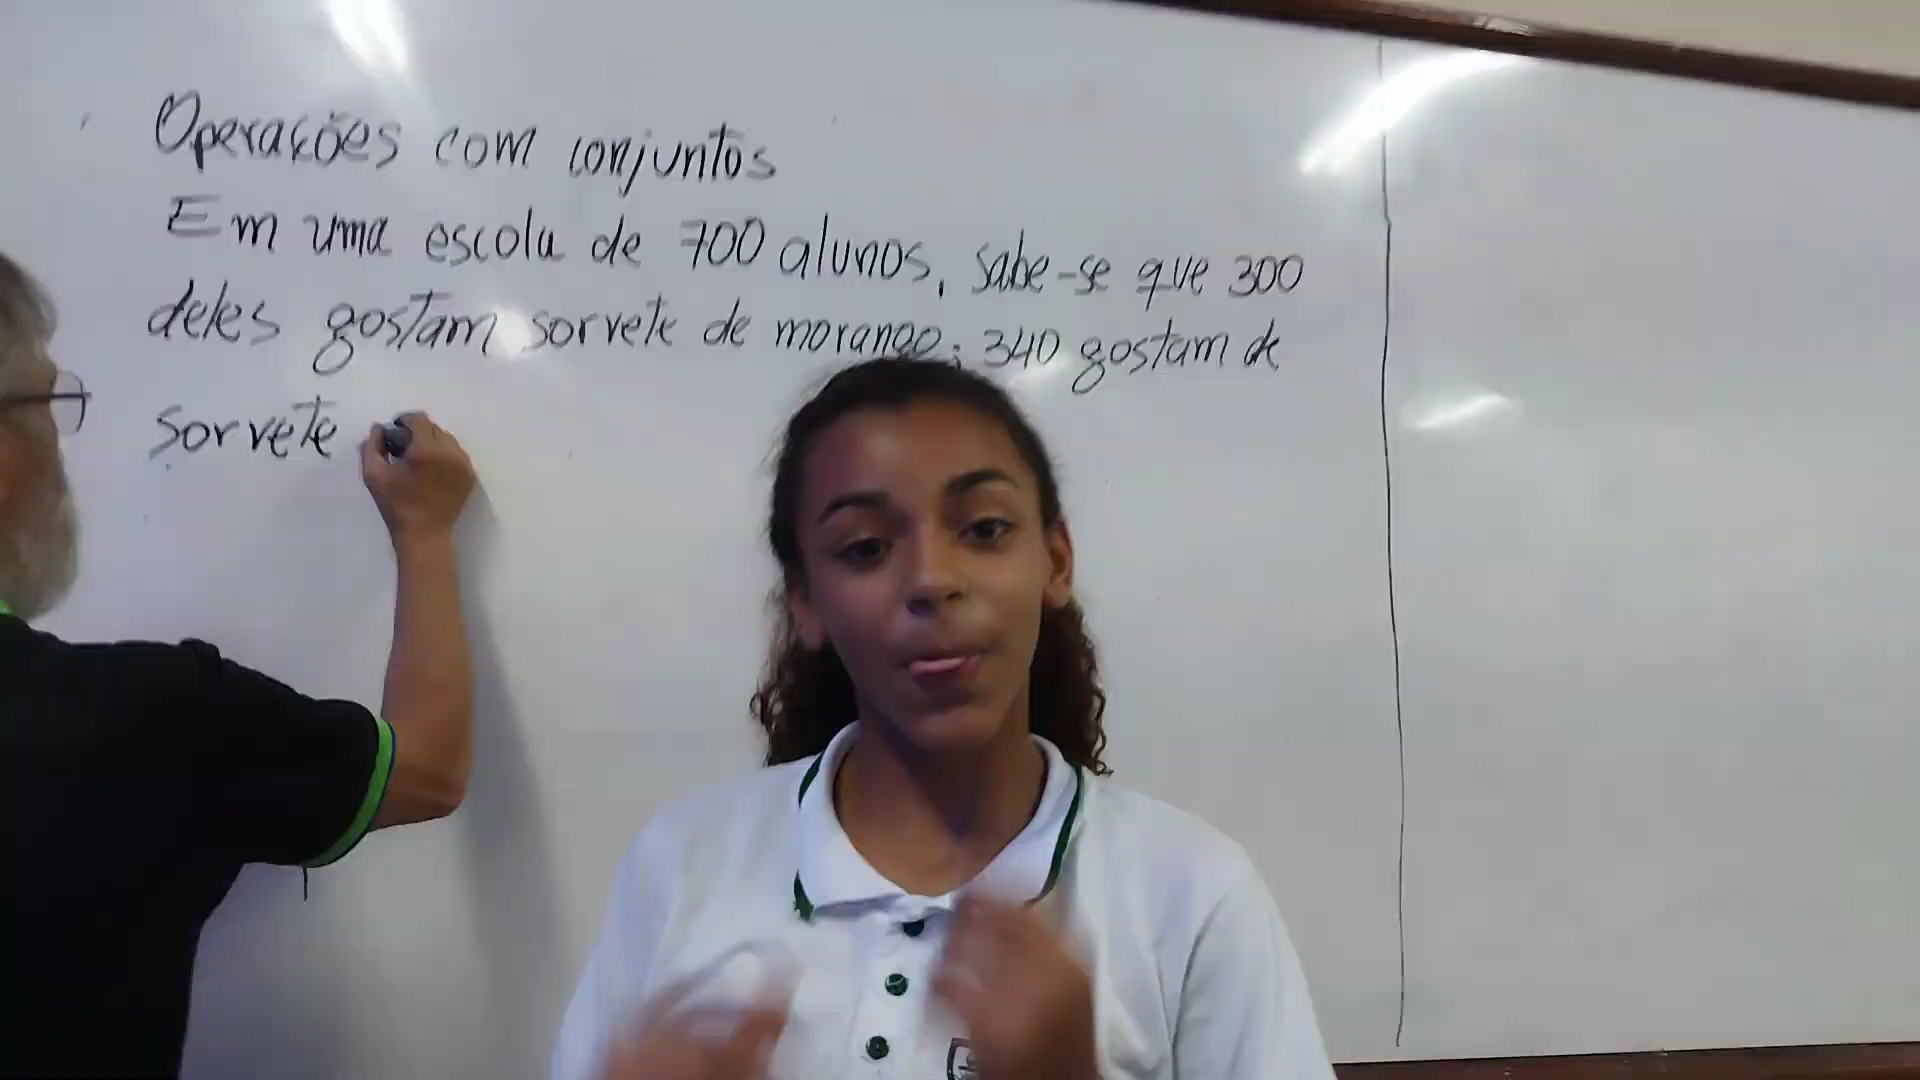 Operações com conjuntos
Em uma escola de 700 alunos, sabe-se que 300
deles gostam sorvete de morango; 340 gostam de
sorvete